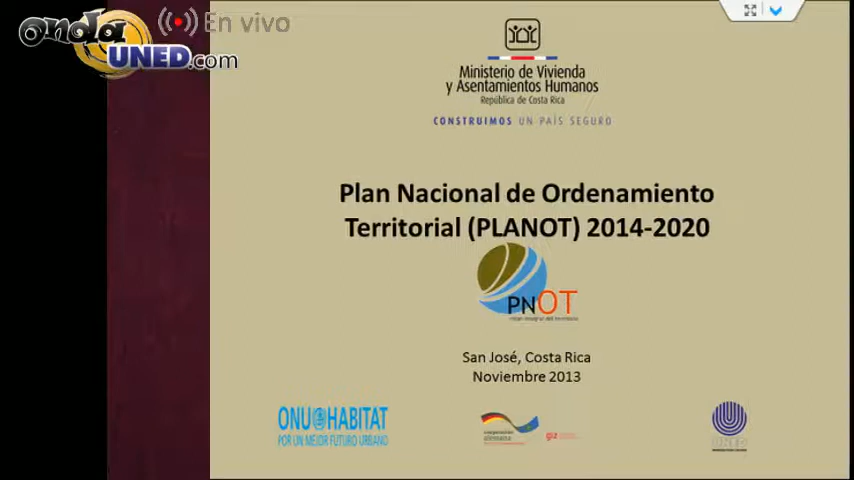 onda UNED.com
En vivo
Ministerio de Vivienda
y Asentamientos Humanos
República de Costa Rica
CONSTRUIMOS UN PAÍS SEGURO
Plan Nacional de Ordenamiento
Territorial (PLANOT) 2014-2020
PNOT
San José, Costa Rica
Noviembre 2013
ONU HABITAT
POR UN MEJOR FUTURO URBANO
cooperación
alemana
giz
UNED